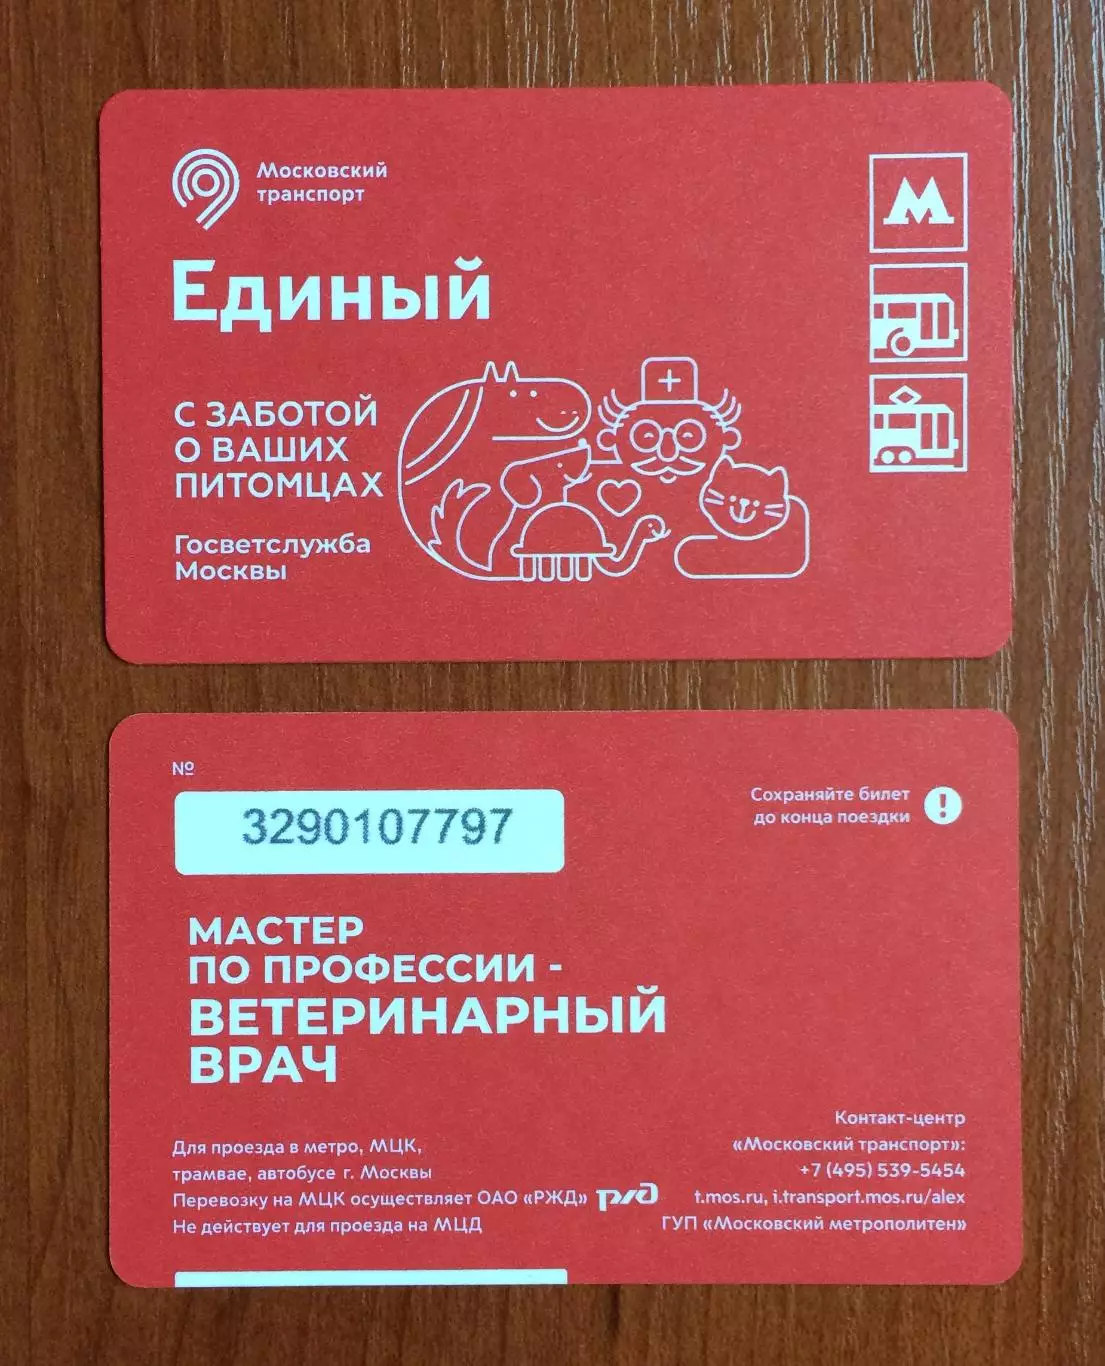 Московский
транспорт
Единый
С ЗАБОТОЙ
О ВАШИХ
ПИТОМЦАХ
Госветслужба
Москвы
М
№
3290107797
Сохраняйте билет
до конца поездки
!
МАСТЕР
ПО ПРОФЕССИИ -
ВЕТЕРИНАРНЫЙ
ВРАЧ
Для проезда в метро, МЦК,
трамвае, автобусе г. Москвы
Перевозку на МЦК осуществляет ОАО «РЖД» ржд
Не действует для проезда на МЦД
Контакт-центр
«Московский транспорт»:
+7 (495) 539-5454
t.mos.ru, i.transport.mos.ru/alex
ГУП «Московский метрополитен»